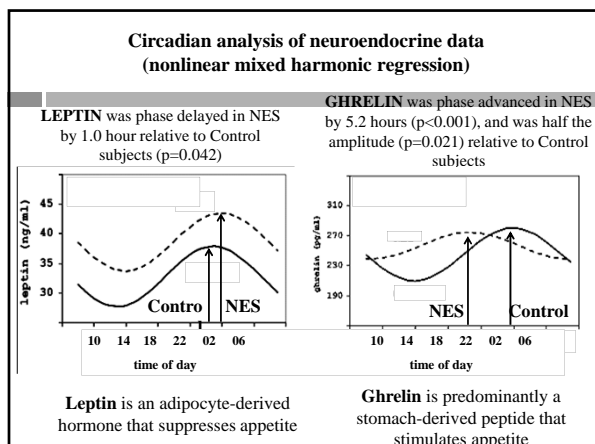 Circadian analysis of neuroendocrine data
(nonlinear mixed harmonic regression)
LEPTIN was phase delayed in NES
by 1.0 hour relative to Control
subjects (p=0.042)
GHRELIN was phase advanced in NES
by 5.2 hours (p<0.001), and was half the
amplitude (p=0.021) relative to Control
subjects
leptin (ng/ml)
45
40
35
30
Contro
NES
10 14 18 22 02 06
time of day
ghrelin (pg/ml)
310
270
230
190
NES
Control
10 14 18 22 02 06
time of day
Leptin is an adipocyte-derived
hormone that suppresses appetite
Ghrelin is predominantly a
stomach-derived peptide that
stimulates appetite